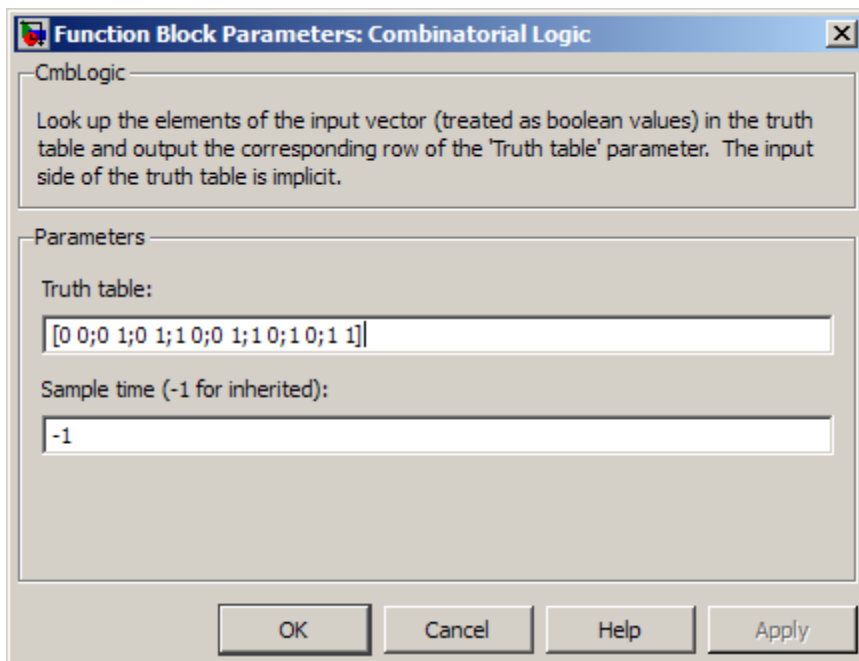 Function Block Parameters: Combinatorial Logic
CmbLogic
Look up the elements of the input vector (treated as boolean values) in the truth
table and output the corresponding row of the 'Truth table' parameter.  The input
side of the truth table is implicit.
Parameters
Truth table:
[0 0;0 1;0 1;1 0;0 1;1 0;1 0;1 1]
Sample time (-1 for inherited):
-1
OK Cancel Help Apply